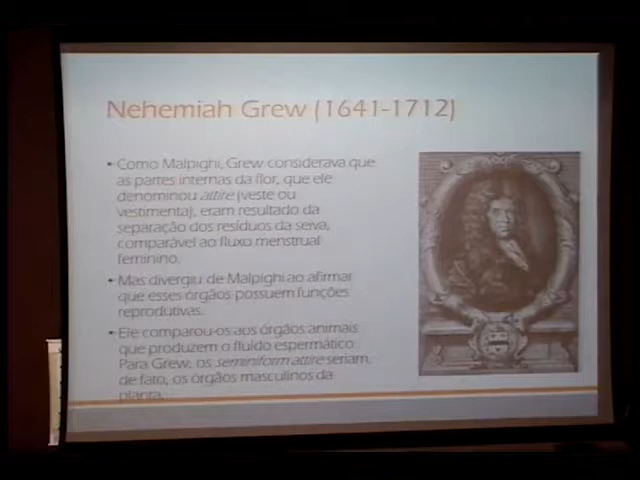 Nehemiah Grew (1641-1712)
• Como Malpighi, Grew considerava que
as partes internas da flor, que ele
denominou attire (veste ou
vestimenta), eram resultado da
separação dos resíduos da seiva,
comparável ao fluxo menstrual
feminino.
• Mas divergiu de Malpighi ao afirmar
que esses órgãos possuem funções
reprodutivas.
• Ele comparou-os aos órgãos animais
que produzem o fluido espermático.
Para Grew, os seminiform attire seriam,
de fato, os órgãos masculinos da
planta.